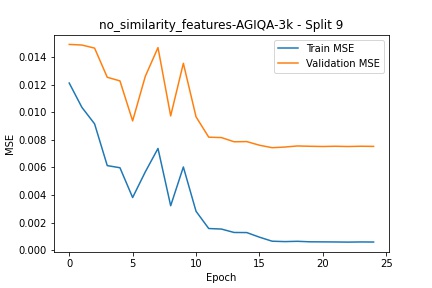 no_similarity_features-AGIQA-3k - Split 9
Train MSE
Validation MSE
0.014
0.012
0.010
0.008
0.006
0.004
0.002
0.000
MSE
0 5 10 15 20 25
Epoch